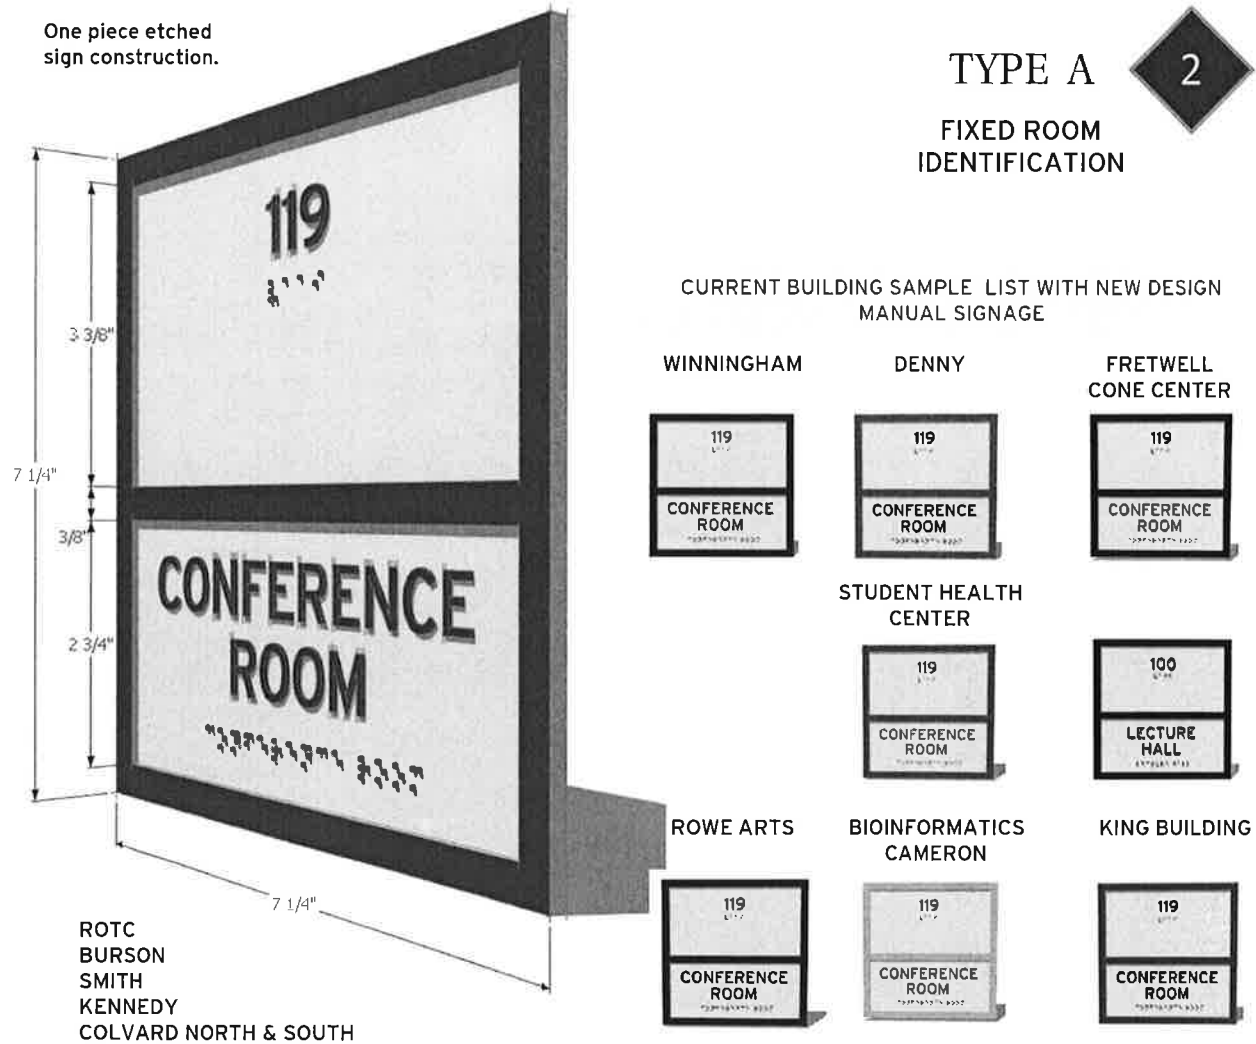 One piece etched
sign construction.
TYPE A
2
FIXED ROOM
IDENTIFICATION
119
3 3/8"
7 1/4"
3/8"
CONFERENCE
ROOM
2 3/4"
7 1/4"
ROTC
BURSON
SMITH
KENNEDY
COLVARD NORTH & SOUTH
CURRENT BUILDING SAMPLE LIST WITH NEW DESIGN
MANUAL SIGNAGE
WINNINGHAM
119
CONFERENCE
ROOM
DENNY
119
CONFERENCE
ROOM
FRETWELL
CONE CENTER
119
CONFERENCE
ROOM
STUDENT HEALTH
CENTER
119
CONFERENCE
ROOM
100
LECTURE
HALL
ROWE ARTS
119
CONFERENCE
ROOM
BIOINFORMATICS
CAMERON
119
CONFERENCE
ROOM
KING BUILDING
119
CONFERENCE
ROOM